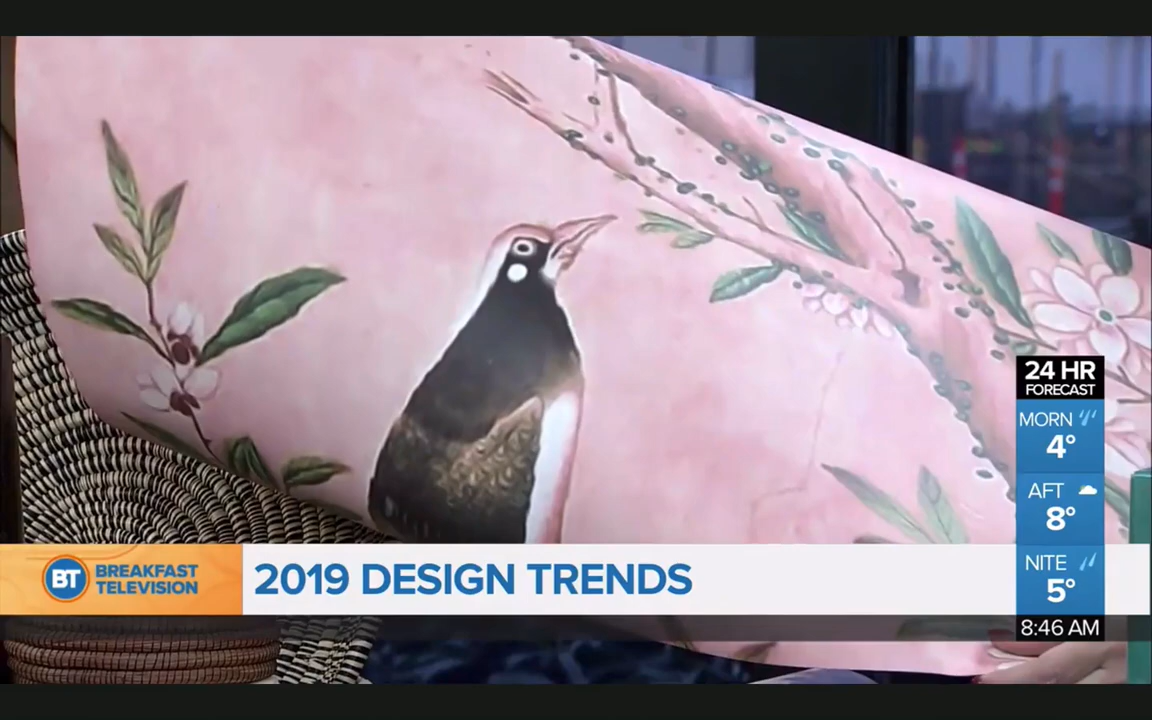 24 HR
FORECAST
MORN
4°
AFT
8°
NITE
5°
8:46 AM
BT
BREAKFAST
TELEVISION
2019 DESIGN TRENDS